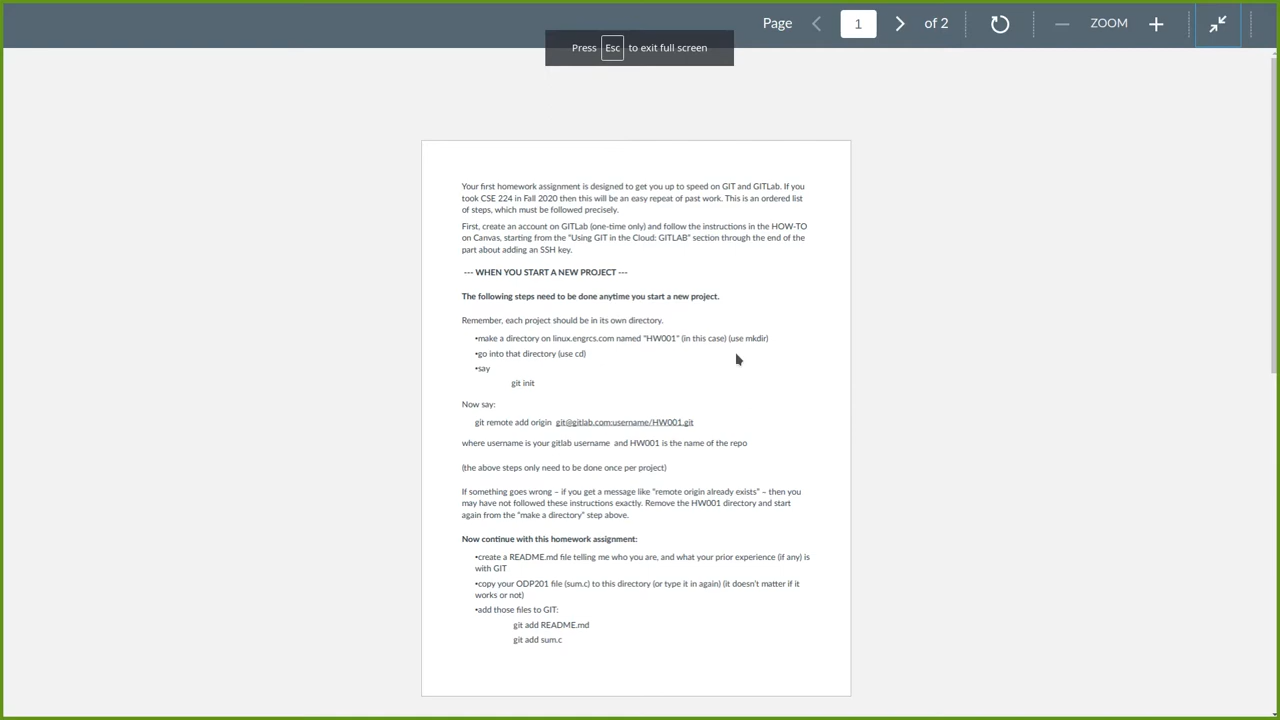 Page 1 of 2 ZOOM
Press Esc to exit full screen
Your first homework assignment is designed to get you up to speed on GIT and GITLab. If you
took CSE 224 in Fall 2020 then this will be an easy repeat of past work. This is an ordered list
of steps, which must be followed precisely.
First, create an account on GITLab (one-time only) and follow the instructions in the HOW-TO
on Canvas, starting from the "Using GIT in the Cloud: GITLAB" section through the end of the
part about adding an SSH key.
--- WHEN YOU START A NEW PROJECT ---
The following steps need to be done anytime you start a new project.
Remember, each project should be in its own directory.
•make a directory on linux.engrcs.com named "HW001" (in this case) (use mkdir)
•go into that directory (use cd)
•say
git init
Now say:
git remote add origin git@gitlab.com:username/HW001.git
where username is your gitlab username and HW001 is the name of the repo
(the above steps only need to be done once per project)
If something goes wrong – if you get a message like "remote origin already exists" – then you
may have not followed these instructions exactly. Remove the HW001 directory and start
again from the "make a directory" step above.
Now continue with this homework assignment:
•create a README.md file telling me who you are, and what your prior experience (if any) is
with GIT
•copy your ODP201 file (sum.c) to this directory (or type it in again) (it doesn't matter if it
works or not)
•add those files to GIT:
git add README.md
git add sum.c